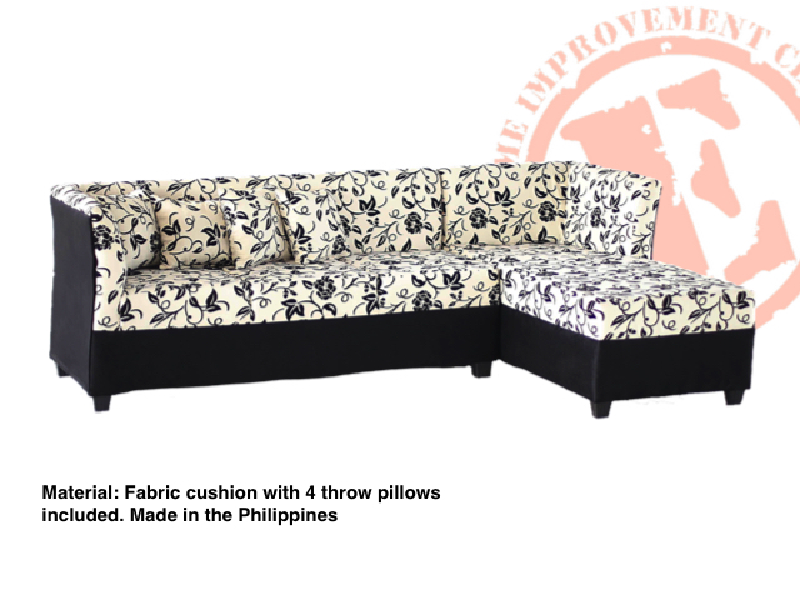 ME IMPROVEMENT
Material: Fabric cushion with 4 throw pillows
included. Made in the Philippines